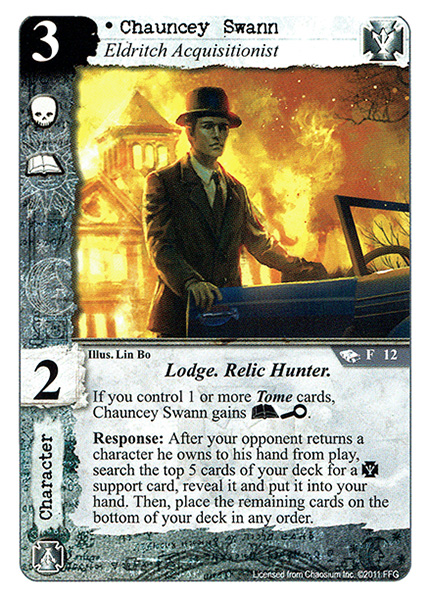 3
• Chauncey Swann
Eldritch Acquisitionist
Illus. Lin Bo
F 12
2
Lodge. Relic Hunter.
If you control 1 or more Tome cards,
Chauncey Swann gains .
Response: After your opponent returns a
character he owns to his hand from play,
search the top 5 cards of your deck for a
support card, reveal it and put it into your
hand. Then, place the remaining cards on the
bottom of your deck in any order.
Character
Licensed from Chaosium Inc. ©2011 FFG